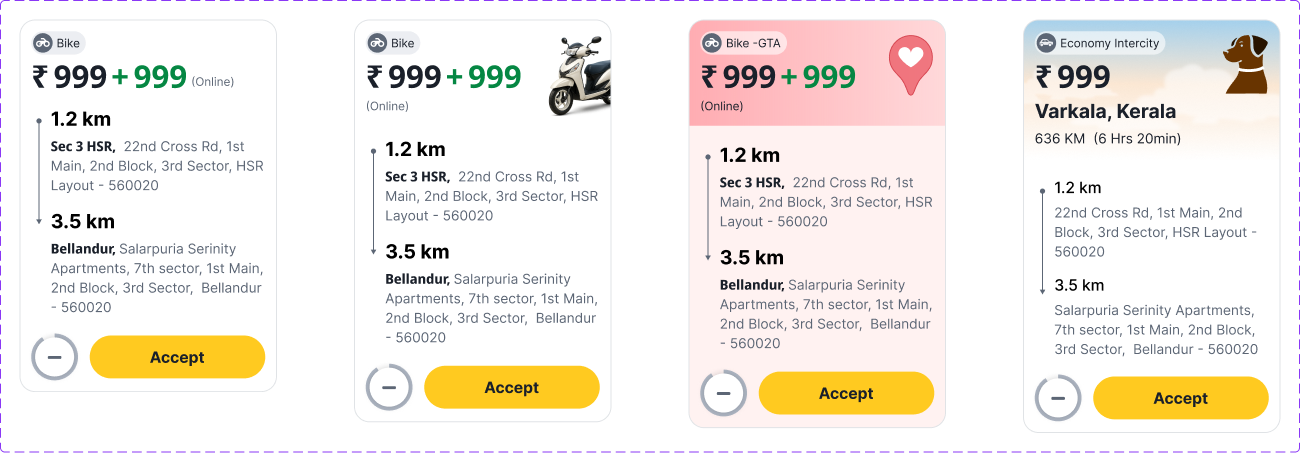 Bike
₹ 999 + 999 (Online)
1.2 km
Sec 3 HSR, 22nd Cross Rd, 1st
Main, 2nd Block, 3rd Sector, HSR
Layout - 560020
3.5 km
Bellandur, Salarpuria Serinity
Apartments, 7th sector, 1st Main,
2nd Block, 3rd Sector, Bellandur
- 560020
Accept
Bike
₹ 999 + 999
(Online)
1.2 km
Sec 3 HSR, 22nd Cross Rd, 1st
Main, 2nd Block, 3rd Sector, HSR
Layout - 560020
3.5 km
Bellandur, Salarpuria Serinity
Apartments, 7th sector, 1st Main,
2nd Block, 3rd Sector, Bellandur
- 560020
Accept
Bike -GTA
₹ 999 + 999
(Online)
1.2 km
Sec 3 HSR, 22nd Cross Rd, 1st
Main, 2nd Block, 3rd Sector, HSR
Layout - 560020
3.5 km
Bellandur, Salarpuria Serinity
Apartments, 7th sector, 1st Main,
2nd Block, 3rd Sector, Bellandur
- 560020
Accept
Economy Intercity
₹ 999
Varkala, Kerala
636 KM (6 Hrs 20min)
1.2 km
22nd Cross Rd, 1st Main, 2nd
Block, 3rd Sector, HSR Layout -
560020
3.5 km
Salarpuria Serinity Apartments,
7th sector, 1st Main, 2nd Block,
3rd Sector, Bellandur - 560020
Accept